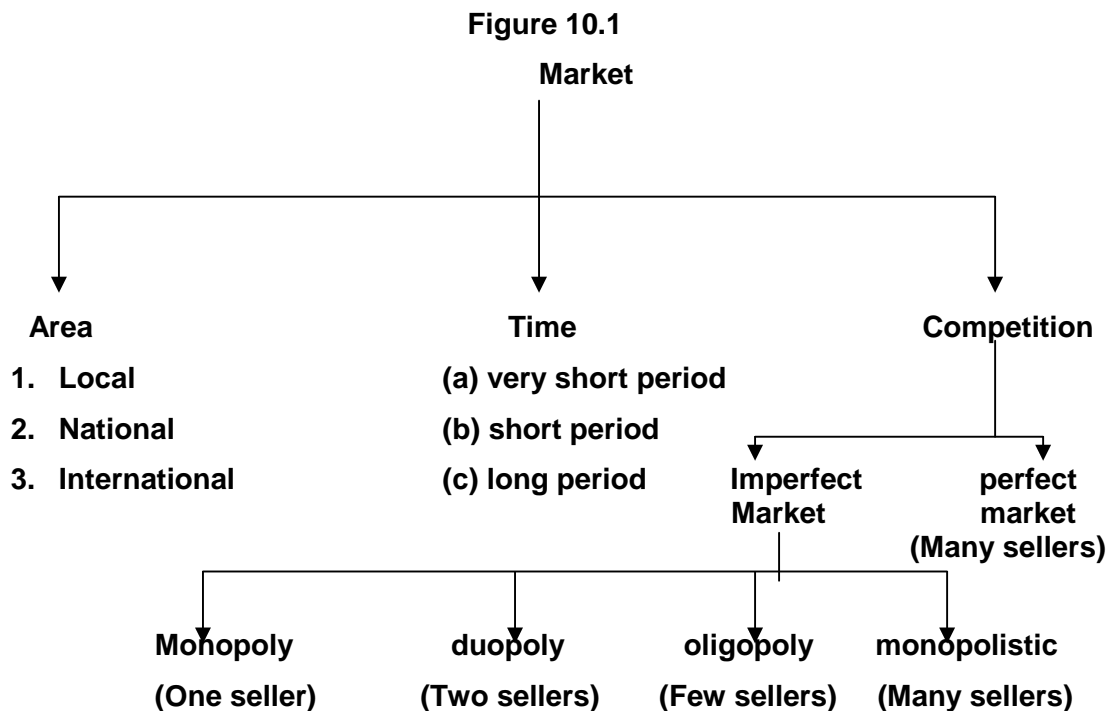 Figure 10.1
Market
Area
Time
Competition
1. Local
(a) very short period
2. National
(b) short period
3. International
(c) long period
Imperfect
Market
perfect
market
(Many sellers)
Monopoly
duopoly
oligopoly
monopolistic
(One seller)
(Two sellers)
(Few sellers)
(Many sellers)